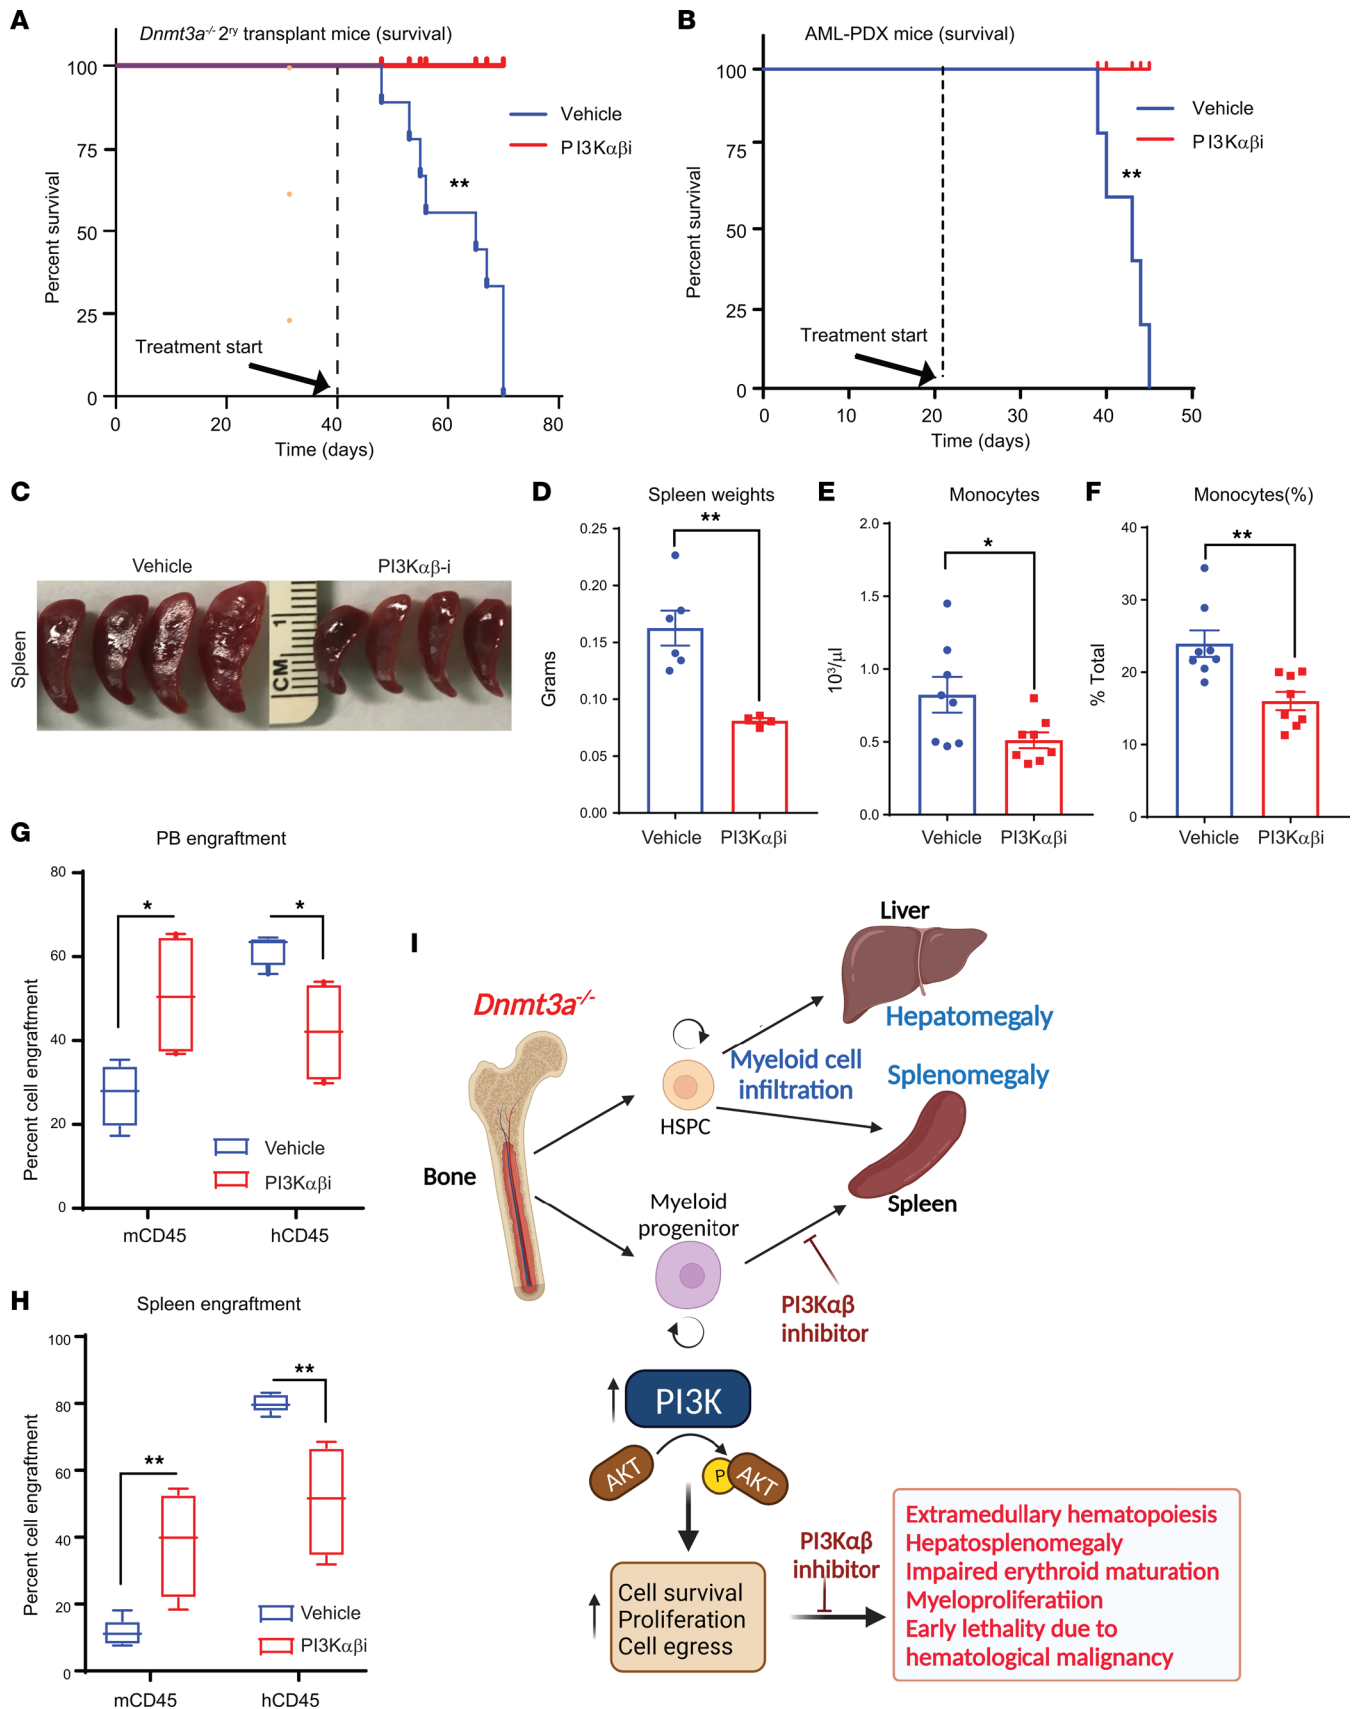 A
Dnmt3a-/- 2ry transplant mice (survival)
100
75
50
25
0
Percent survival
Vehicle
PI3Kαβi
**
Treatment start
0 20 40 60 80
Time (days)
B
AML-PDX mice (survival)
100
75
50
25
0
Percent survival
Vehicle
PI3Kαβi
**
Treatment start
0 10 20 30 40 50
Time (days)
C
Vehicle PI3Kαβ-i
Spleen
CM 1
D
Spleen weights
**
0.25
0.20
0.15
0.10
0.05
0.00
Grams
Vehicle PI3Kαβi
E
Monocytes
*
2.0
1.5
1.0
0.5
0.0
10³/µl
Vehicle PI3Kαβi
F
Monocytes(%)
**
40
30
20
10
0
% Total
Vehicle PI3Kαβi
G
PB engraftment
80
60
40
20
0
Percent cell engraftment
* *
Vehicle
PI3Kαβi
mCD45 hCD45
H
Spleen engraftment
100
80
60
40
20
0
Percent cell engraftment
** **
Vehicle
PI3Kαβi
mCD45 hCD45
I
Dnmt3a-/-
Bone
HSPC
Myeloid
progenitor
Myeloid cell
infiltration
Liver
Hepatomegaly
Splenomegaly
Spleen
PI3Kαβ
inhibitor
PI3K
AKT
P AKT
Cell survival
Proliferation
Cell egress
PI3Kαβ
inhibitor
Extramedullary hematopoiesis
Hepatosplenomegaly
Impaired erythroid maturation
Myeloproliferatiion
Early lethality due to
hematological malignancy